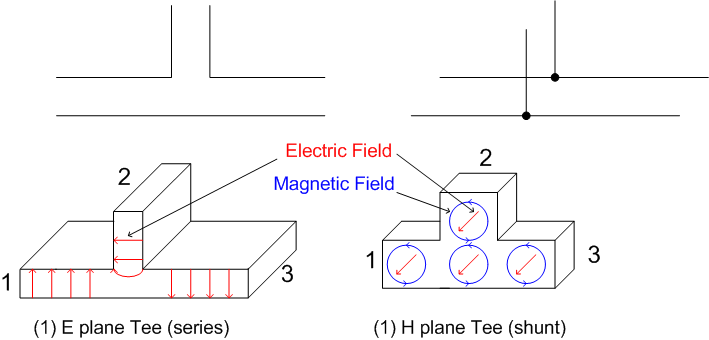 Electric Field
Magnetic Field
2
1
3
2
1
3
(1) E plane Tee (series)
(1) H plane Tee (shunt)